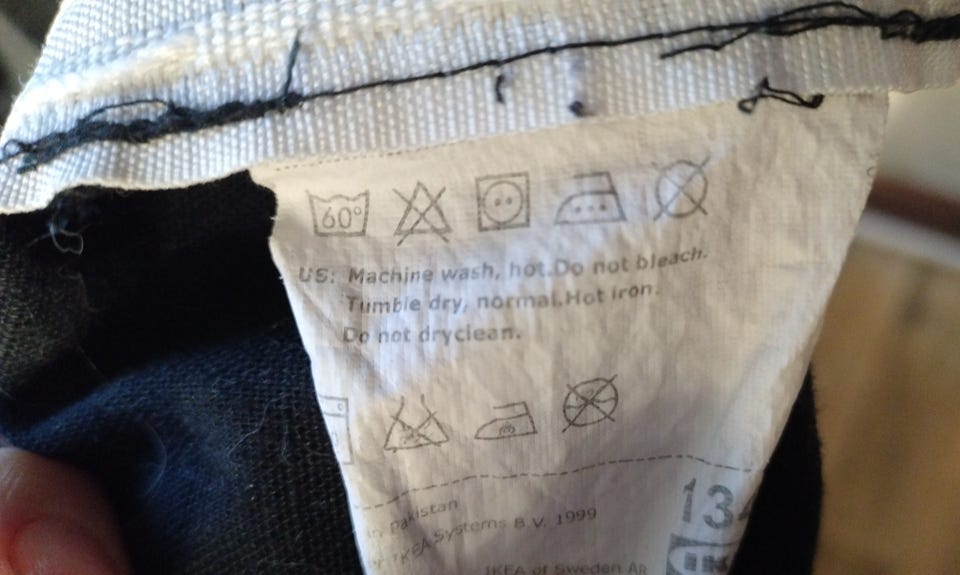 60°
US: Machine wash, hot.Do not bleach.
Tumble dry, normal.Hot iron.
Do not dryclean.
in Pakistan
IKEA Systems B.V. 1999
IKEA of Sweden AB